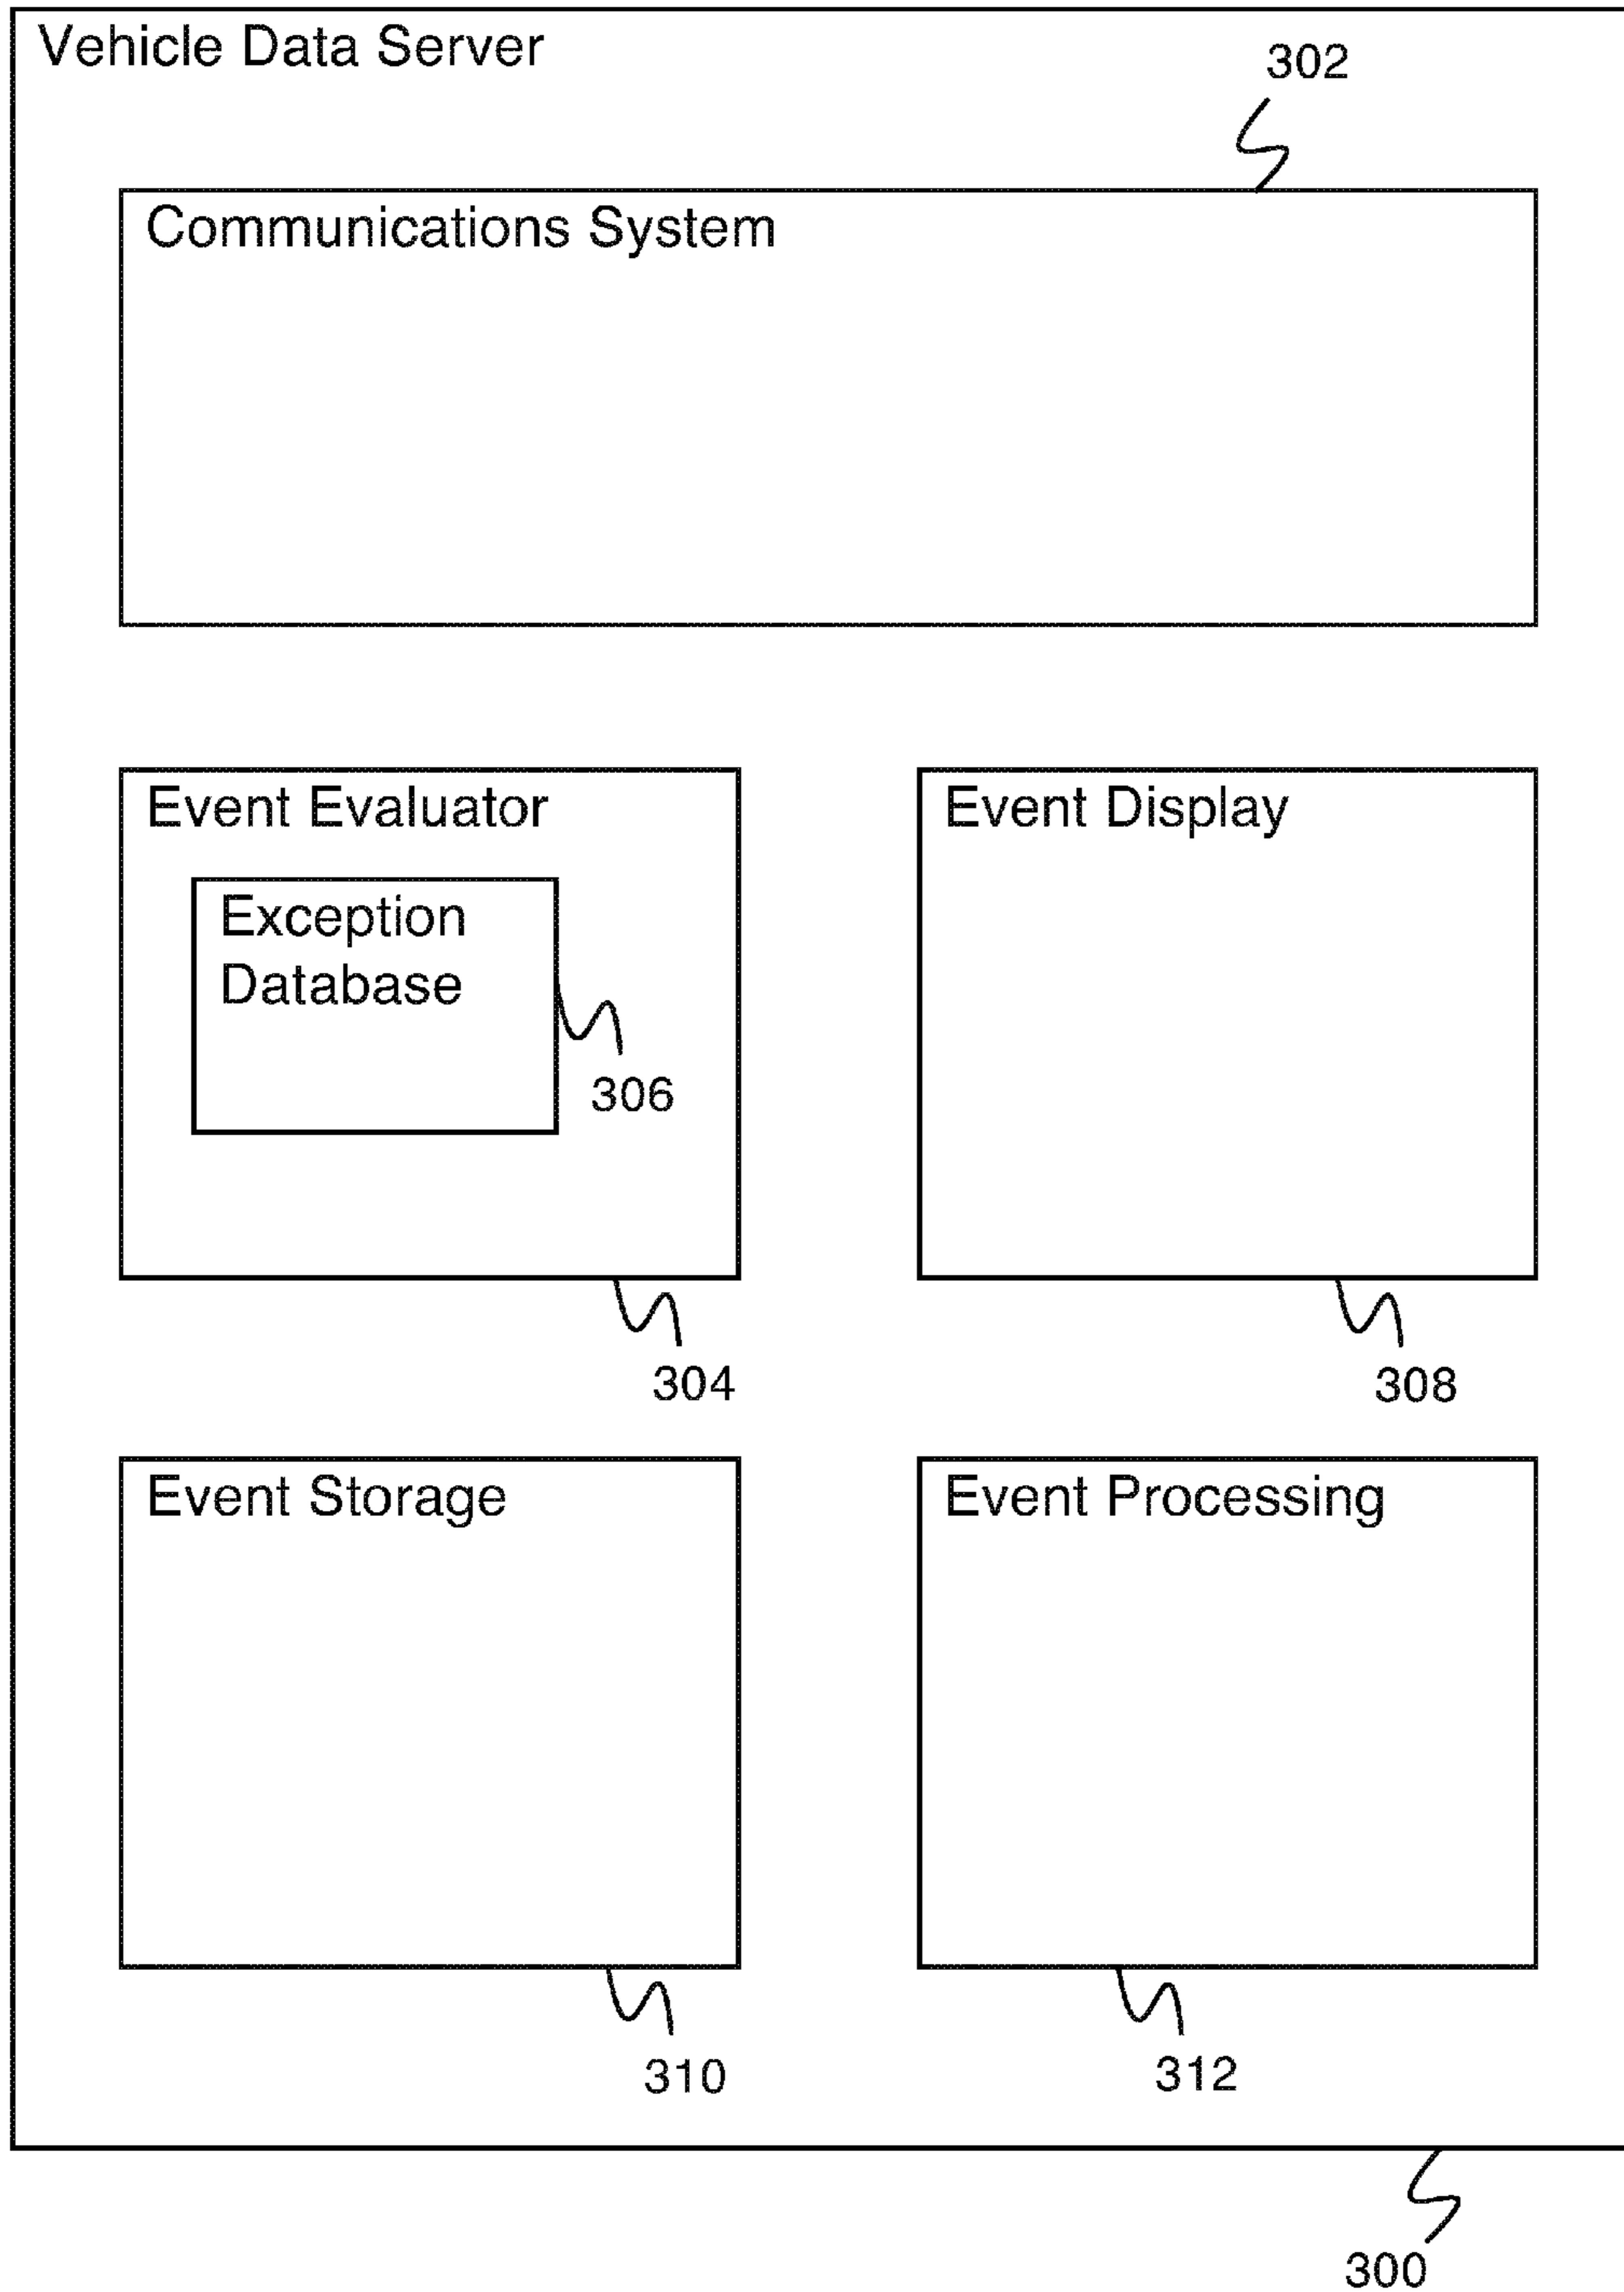 Vehicle Data Server
302
Communications System
Event Evaluator
Exception
Database
306
304
Event Display
308
Event Storage
310
Event Processing
312
300